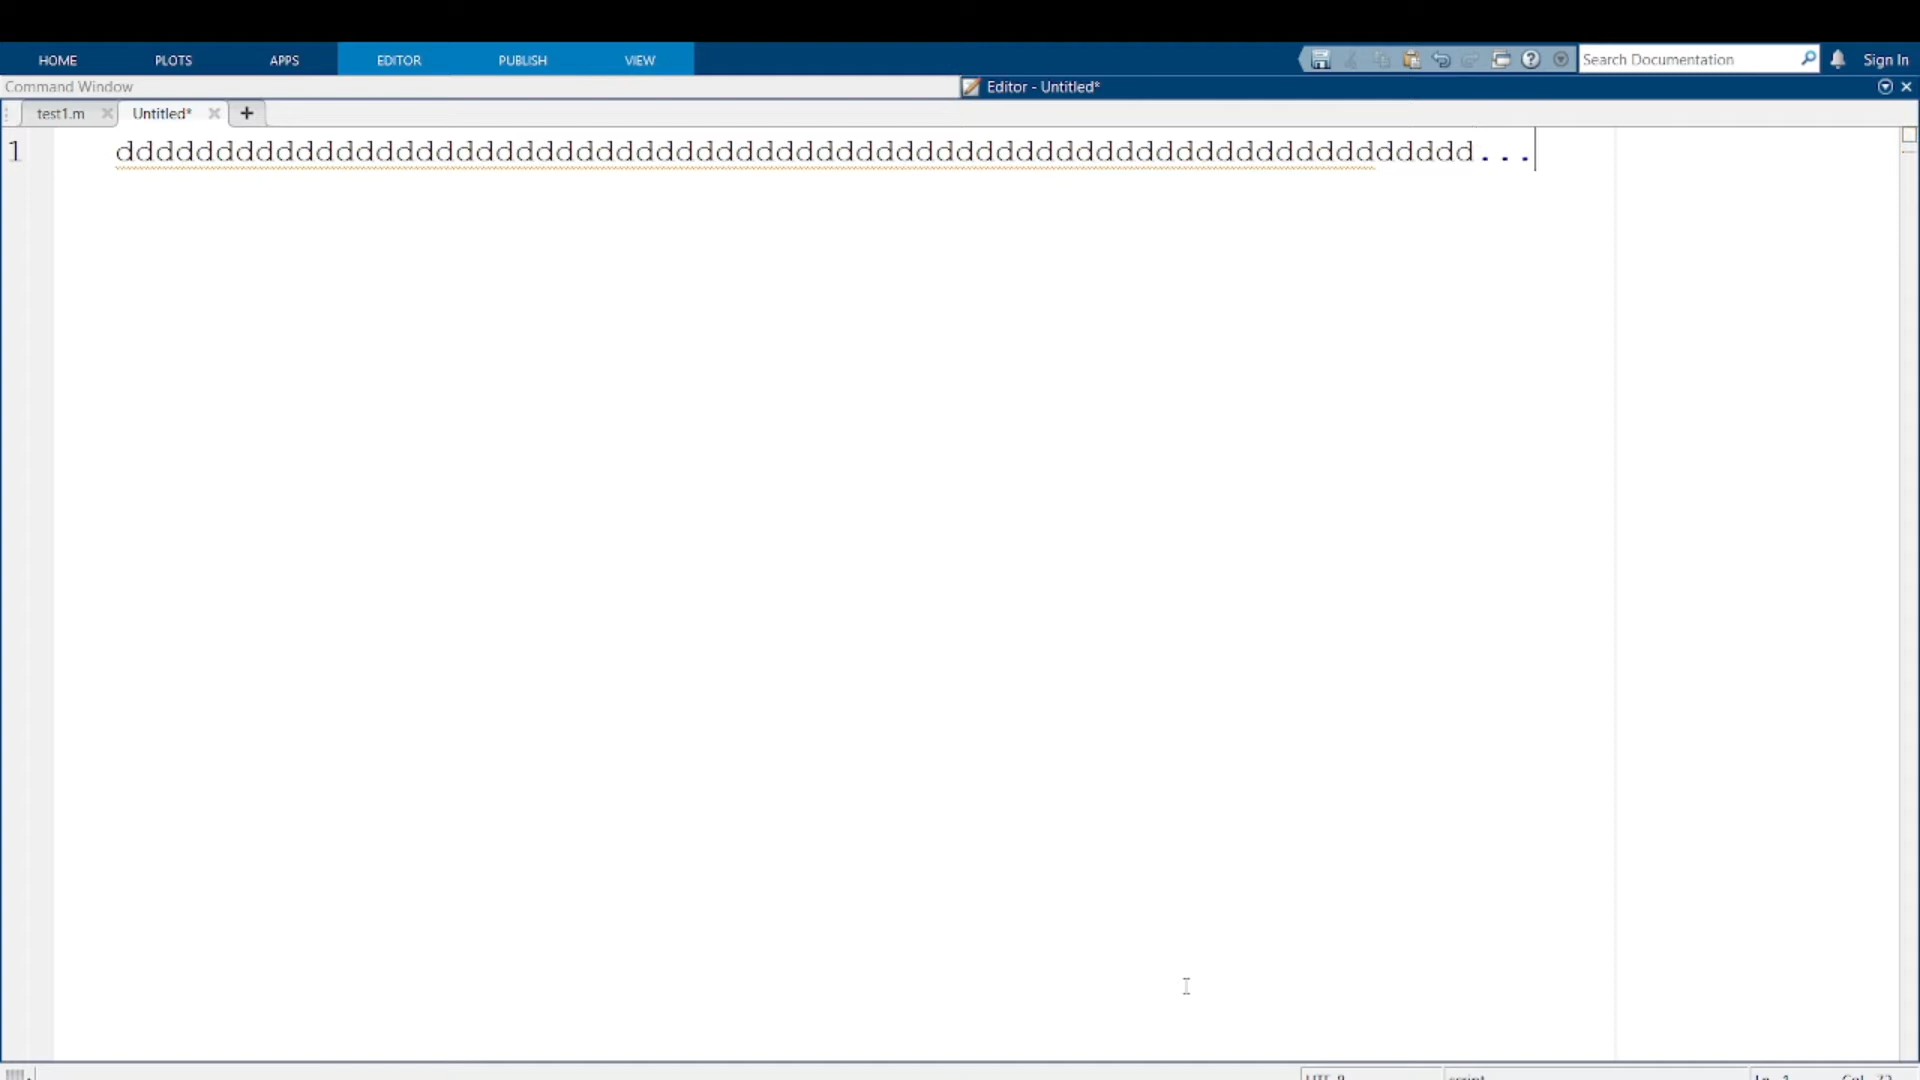 HOME PLOTS APPS EDITOR PUBLISH VIEW Search Documentation Sign In
Command Window
Editor - Untitled*
test1.m Untitled* +
1 dddddddddddddddddddddddddddddddddddddddddddddddddddddddddddddddddddd...